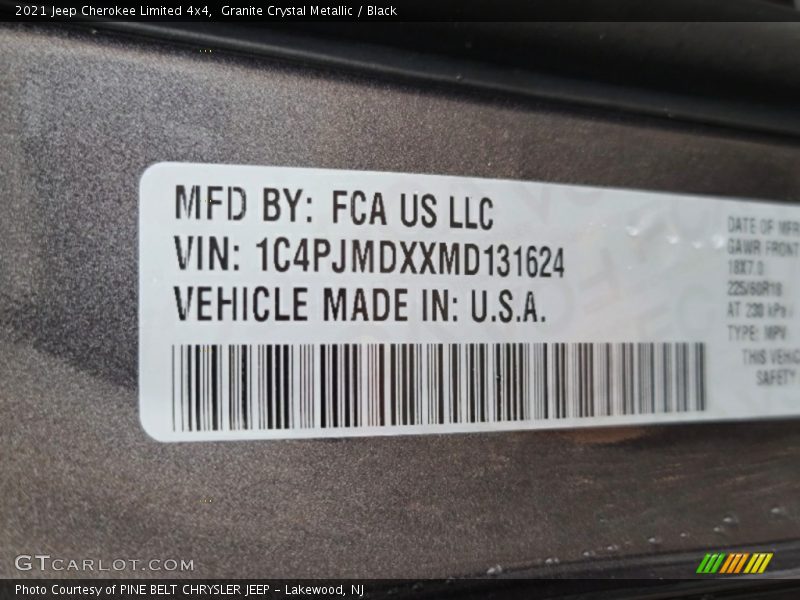 2021 Jeep Cherokee Limited 4x4, Granite Crystal Metallic / Black
MFD BY: FCA US LLC
VIN: 1C4PJMDXXMD131624
VEHICLE MADE IN: U.S.A.
DATE OF MFR
GAWR FRONT
18X7.0
225/60R18
AT 230 kPa
TYPE: MPV
THIS VEHIC
SAFETY
GTCARLOT.COM
Photo Courtesy of PINE BELT CHRYSLER JEEP – Lakewood, NJ